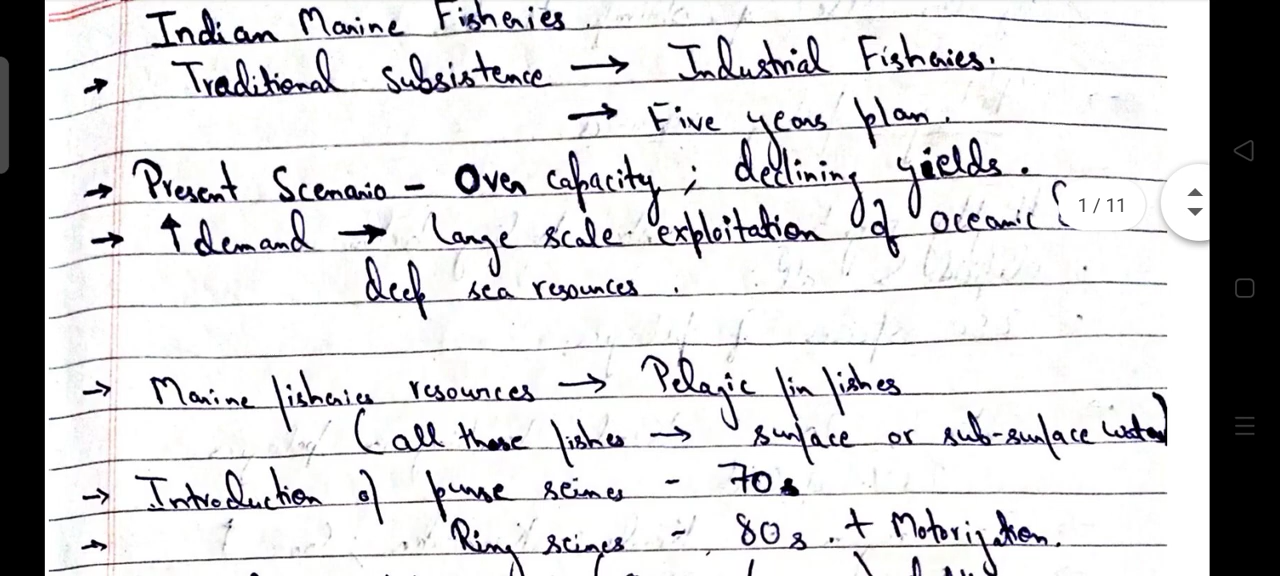 Indian Marine Fisheries
→ Traditional subsistence → Industrial Fisheries.
→ Five years plan.
→ Present Scenario - Over capacity ; declining yields.
→ ↑ demand → large scale exploitation of oceanic &
deep sea resources.
1 / 11
→ Marine fisheries resources → Pelagic fin fishes
(all those fishes → surface or sub-surface water)
→ Introduction of purse seines - 70s
→ Ring seines - 80s. + Motorization.